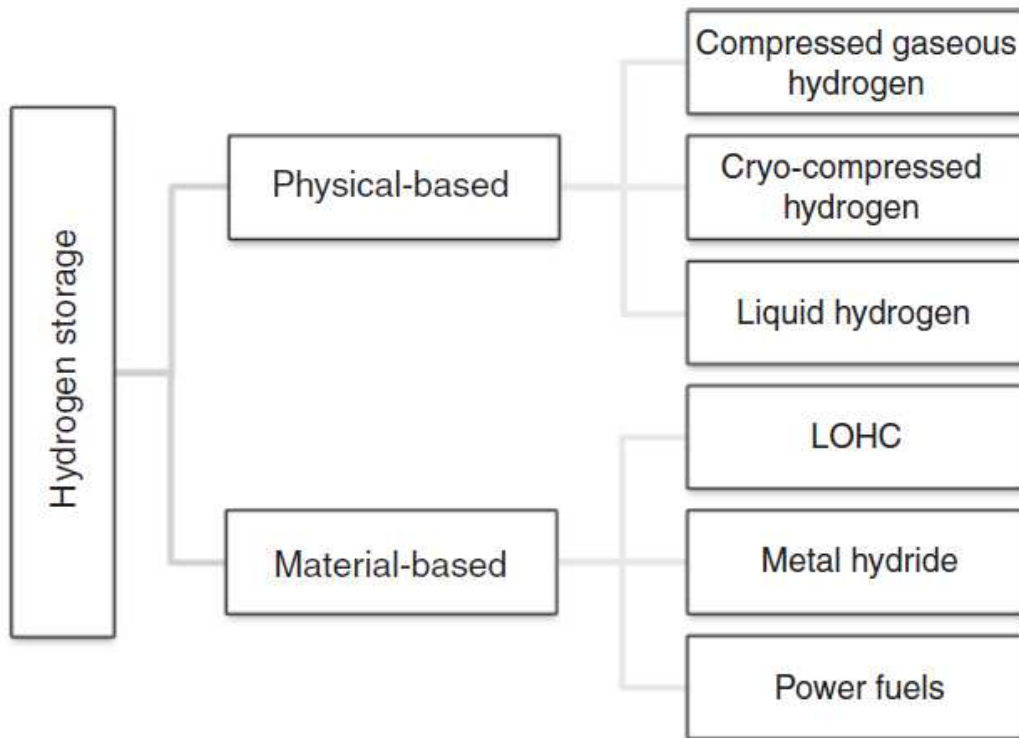 Hydrogen storage
Physical-based
Compressed gaseous
hydrogen
Cryo-compressed
hydrogen
Liquid hydrogen
Material-based
LOHC
Metal hydride
Power fuels